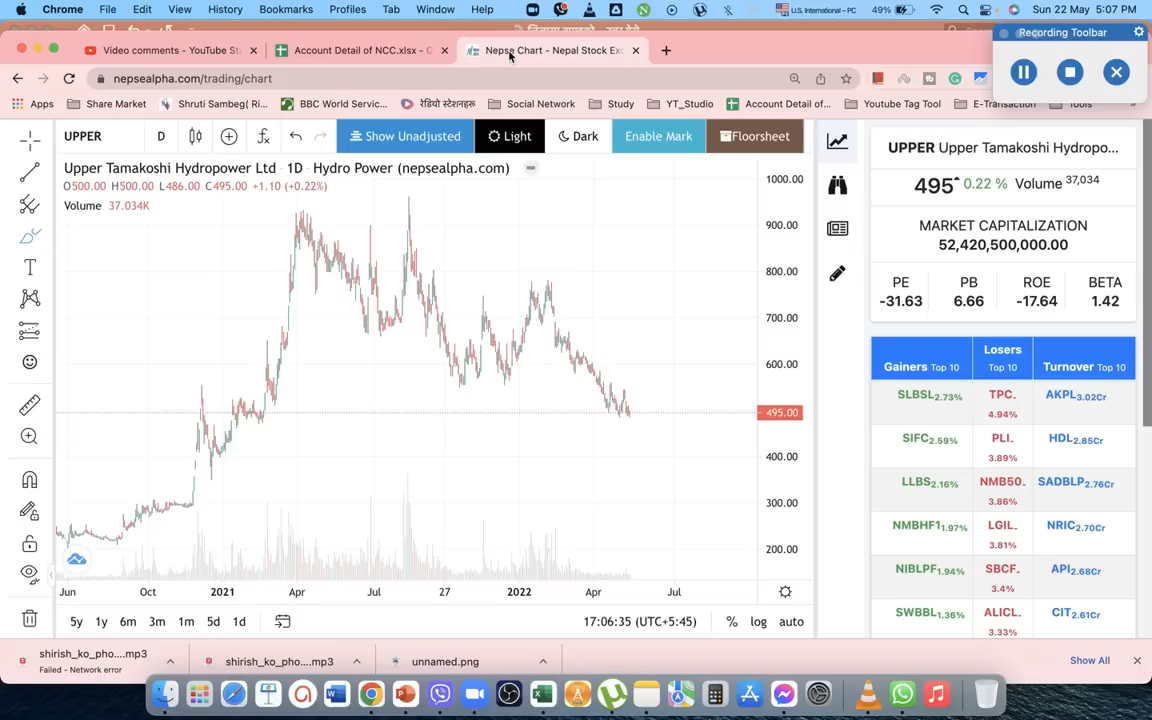 Chrome File Edit View History Bookmarks Profiles Tab Window Help U.S. International – PC 49% Sun 22 May 5:07 PM
Recording Toolbar
Video comments - YouTube St Account Detail of NCC.xlsx - G Nepse Chart - Nepal Stock Exc
nepsealpha.com/trading/chart
Apps Share Market Shruti Sambeg( Ri... BBC World Servic... रेडियो स्टेशनहरू Social Network Study YT_Studio Account Detail of... Youtube Tag Tool E-Transaction Tools
UPPER D Show Unadjusted Light Dark Enable Mark Floorsheet
Upper Tamakoshi Hydropower Ltd · 1D · Hydro Power (nepsealpha.com)
O500.00 H500.00 L486.00 C495.00 +1.10 (+0.22%)
Volume 37.034K
1000.00
900.00
800.00
700.00
600.00
495.00
400.00
300.00
200.00
Jun Oct 2021 Apr Jul 27 2022 Apr Jul
5y 1y 6m 3m 1m 5d 1d 17:06:35 (UTC+5:45) % log auto
UPPER Upper Tamakoshi Hydropo...
495 0.22 % Volume 37,034
MARKET CAPITALIZATION
52,420,500,000.00
PE PB ROE BETA
-31.63 6.66 -17.64 1.42
Gainers Top 10 Losers Top 10 Turnover Top 10
SLBSL 2.73% TPC 4.94% AKPL 3.02Cr
SIFC 2.59% PLI 3.89% HDL 2.85Cr
LLBS 2.16% NMB50 3.86% SADBLP 2.76Cr
NMBHF1 1.97% LGIL 3.81% NRIC 2.70Cr
NIBLPF 1.94% SBCF 3.4% API 2.68Cr
SWBBL 1.36% ALICL 3.33% CIT 2.61Cr
shirish_ko_pho....mp3 shirish_ko_pho....mp3 unnamed.png Show All
Failed - Network error